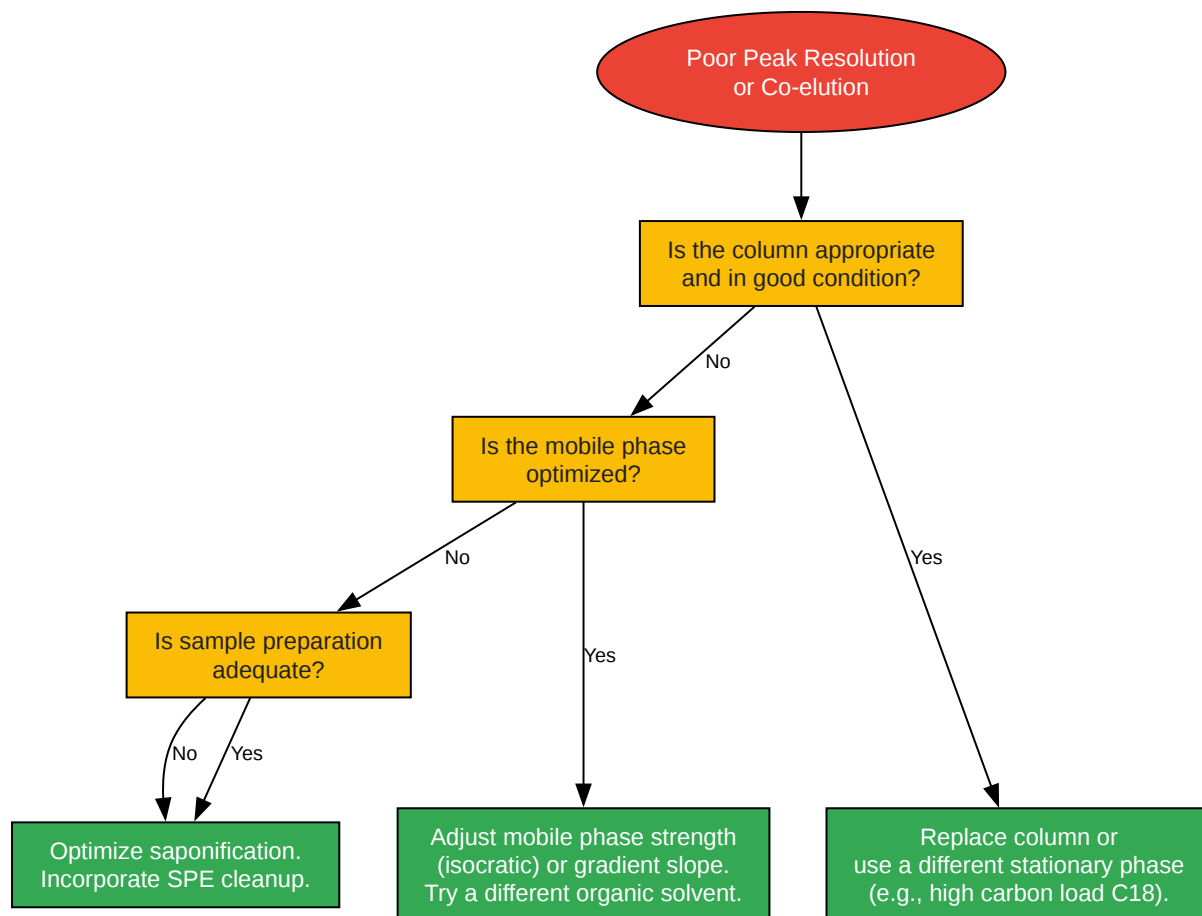 Poor Peak Resolution
or Co-elution
Is the column appropriate
and in good condition?
No
Is the mobile phase
optimized?
Yes
No
Is sample preparation
adequate?
Yes
No
Yes
Optimize saponification.
Incorporate SPE cleanup.
Adjust mobile phase strength
(isocratic) or gradient slope.
Try a different organic solvent.
Replace column or
use a different stationary phase
(e.g., high carbon load C18).